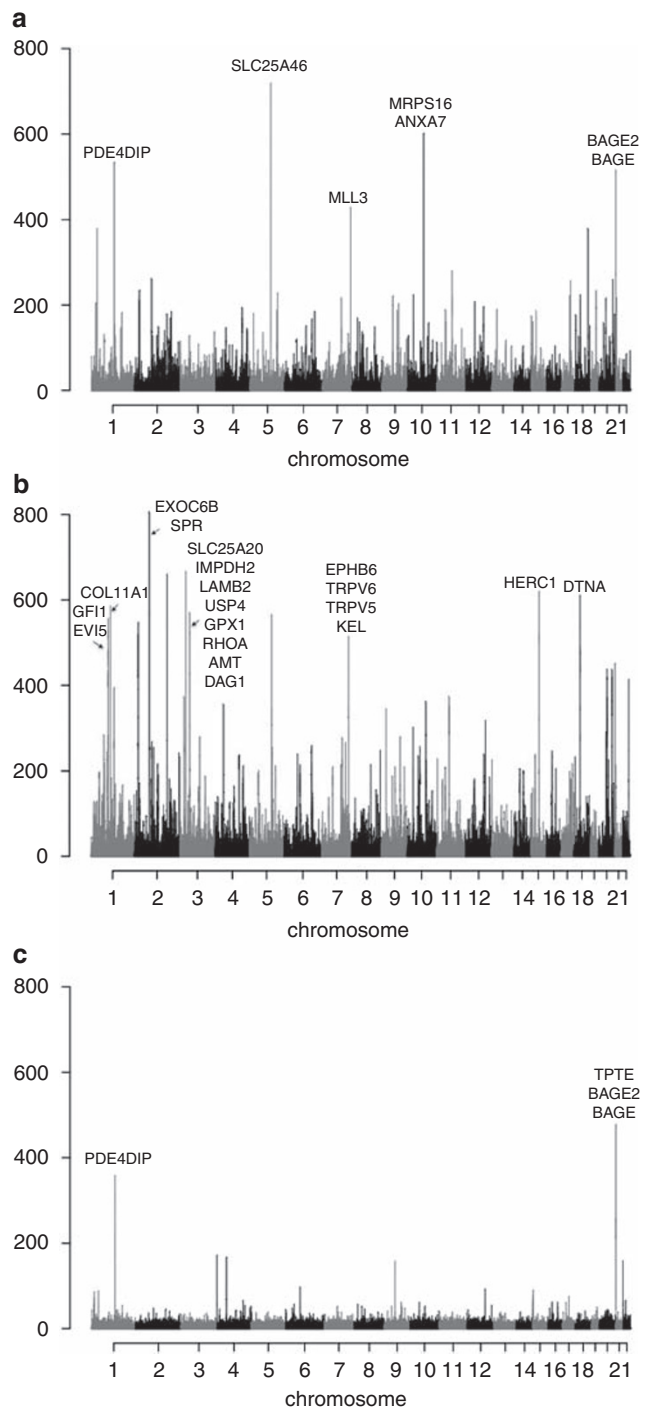 a
800
600
400
200
0
SLC25A46
MRPS16
ANXA7
PDE4DIP
BAGE2
BAGE
MLL3
1 2 3 4 5 6 7 8 9 10 11 12 14 16 18 21
chromosome
b
800
600
400
200
0
EXOC6B
SPR
SLC25A20
IMPDH2
LAMB2
USP4
GPX1
RHOA
AMT
DAG1
COL11A1
GFI1
EVI5
EPHB6
TRPV6
TRPV5
KEL
HERC1
DTNA
1 2 3 4 5 6 7 8 9 10 11 12 14 16 18 21
chromosome
c
800
600
400
200
0
TPTE
BAGE2
BAGE
PDE4DIP
1 2 3 4 5 6 7 8 9 10 11 12 14 16 18 21
chromosome